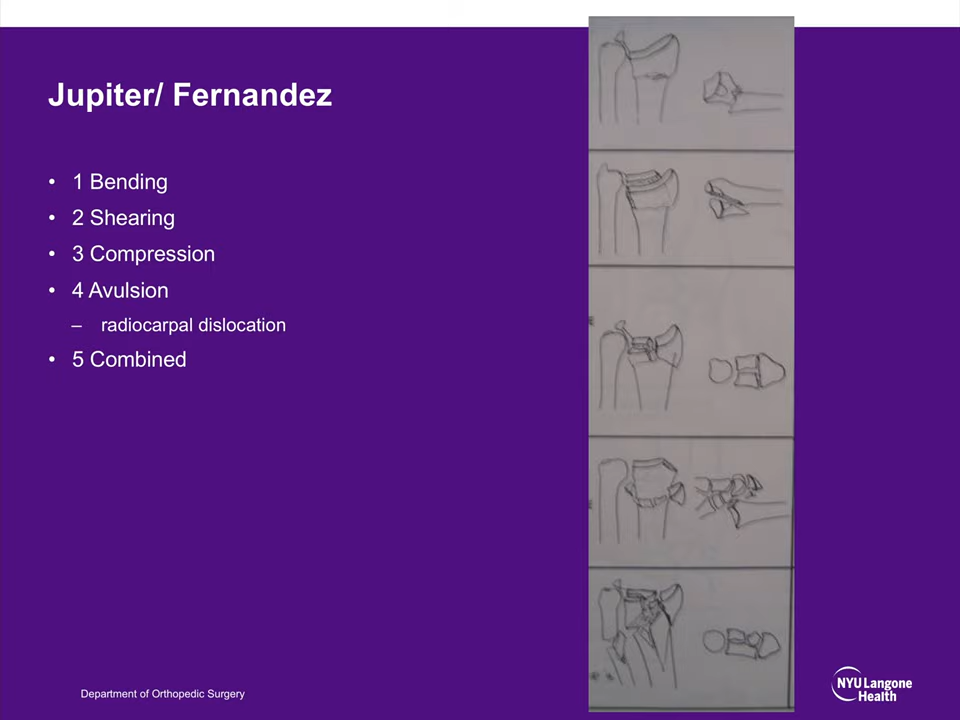 Jupiter/ Fernandez
• 1 Bending
• 2 Shearing
• 3 Compression
• 4 Avulsion
– radiocarpal dislocation
• 5 Combined
Department of Orthopedic Surgery
NYU Langone
Health